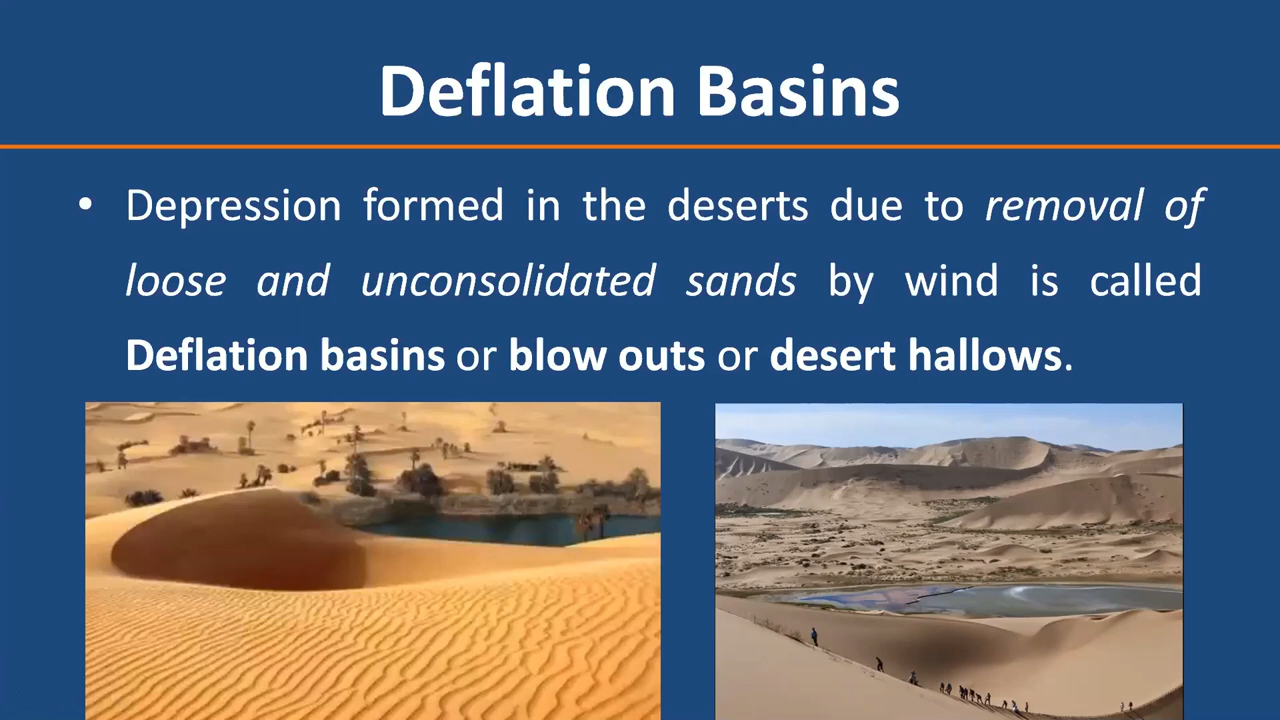 Deflation Basins
• Depression formed in the deserts due to removal of
loose and unconsolidated sands by wind is called
Deflation basins or blow outs or desert hallows.